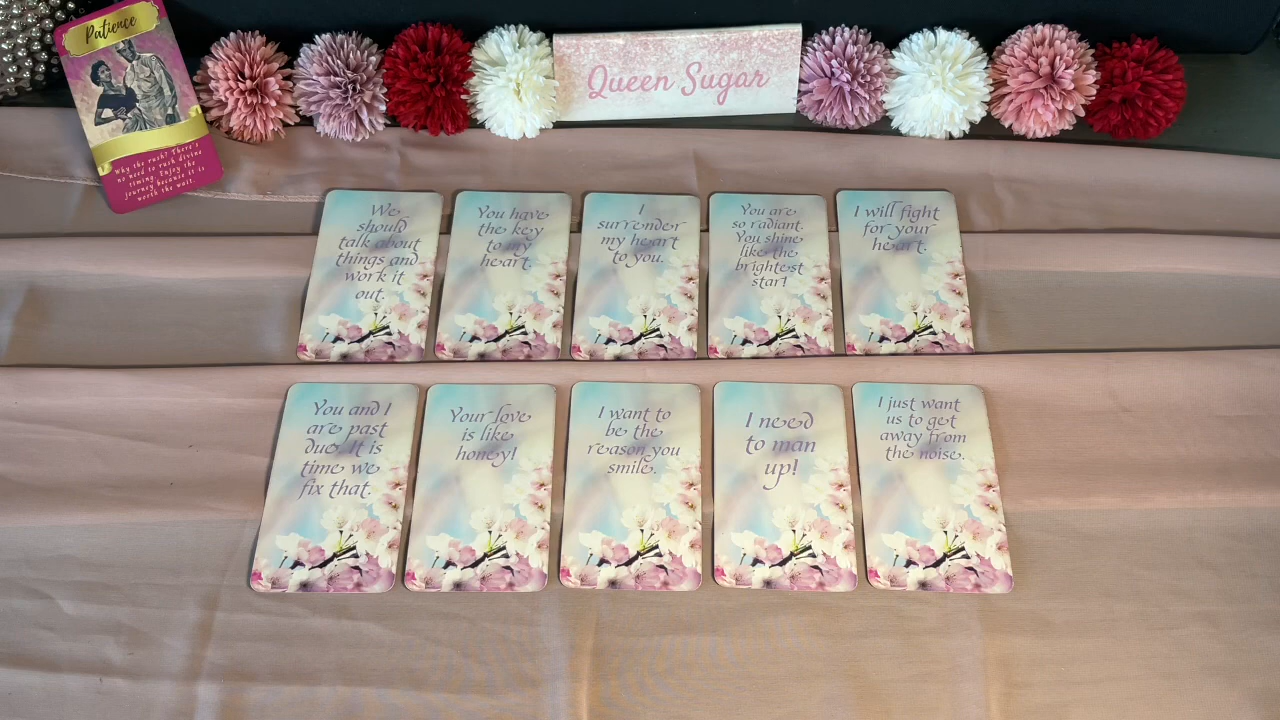 Patience
Why the rush? There's
no need to rush divine
timing. Enjoy the
journey because it is
worth the wait.
Queen Sugar
We
should
talk about
things and
work it
out.
You have
the key
to my
heart.
I
surrender
my heart
to you.
You are
so radiant.
You shine
like the
brightest
star!
I will fight
for your
heart.
You and I
are past
due. It is
time we
fix that.
Your love
is like
honey!
I want to
be the
reason you
smile.
I need
to man
up!
I just want
us to get
away from
the noise.